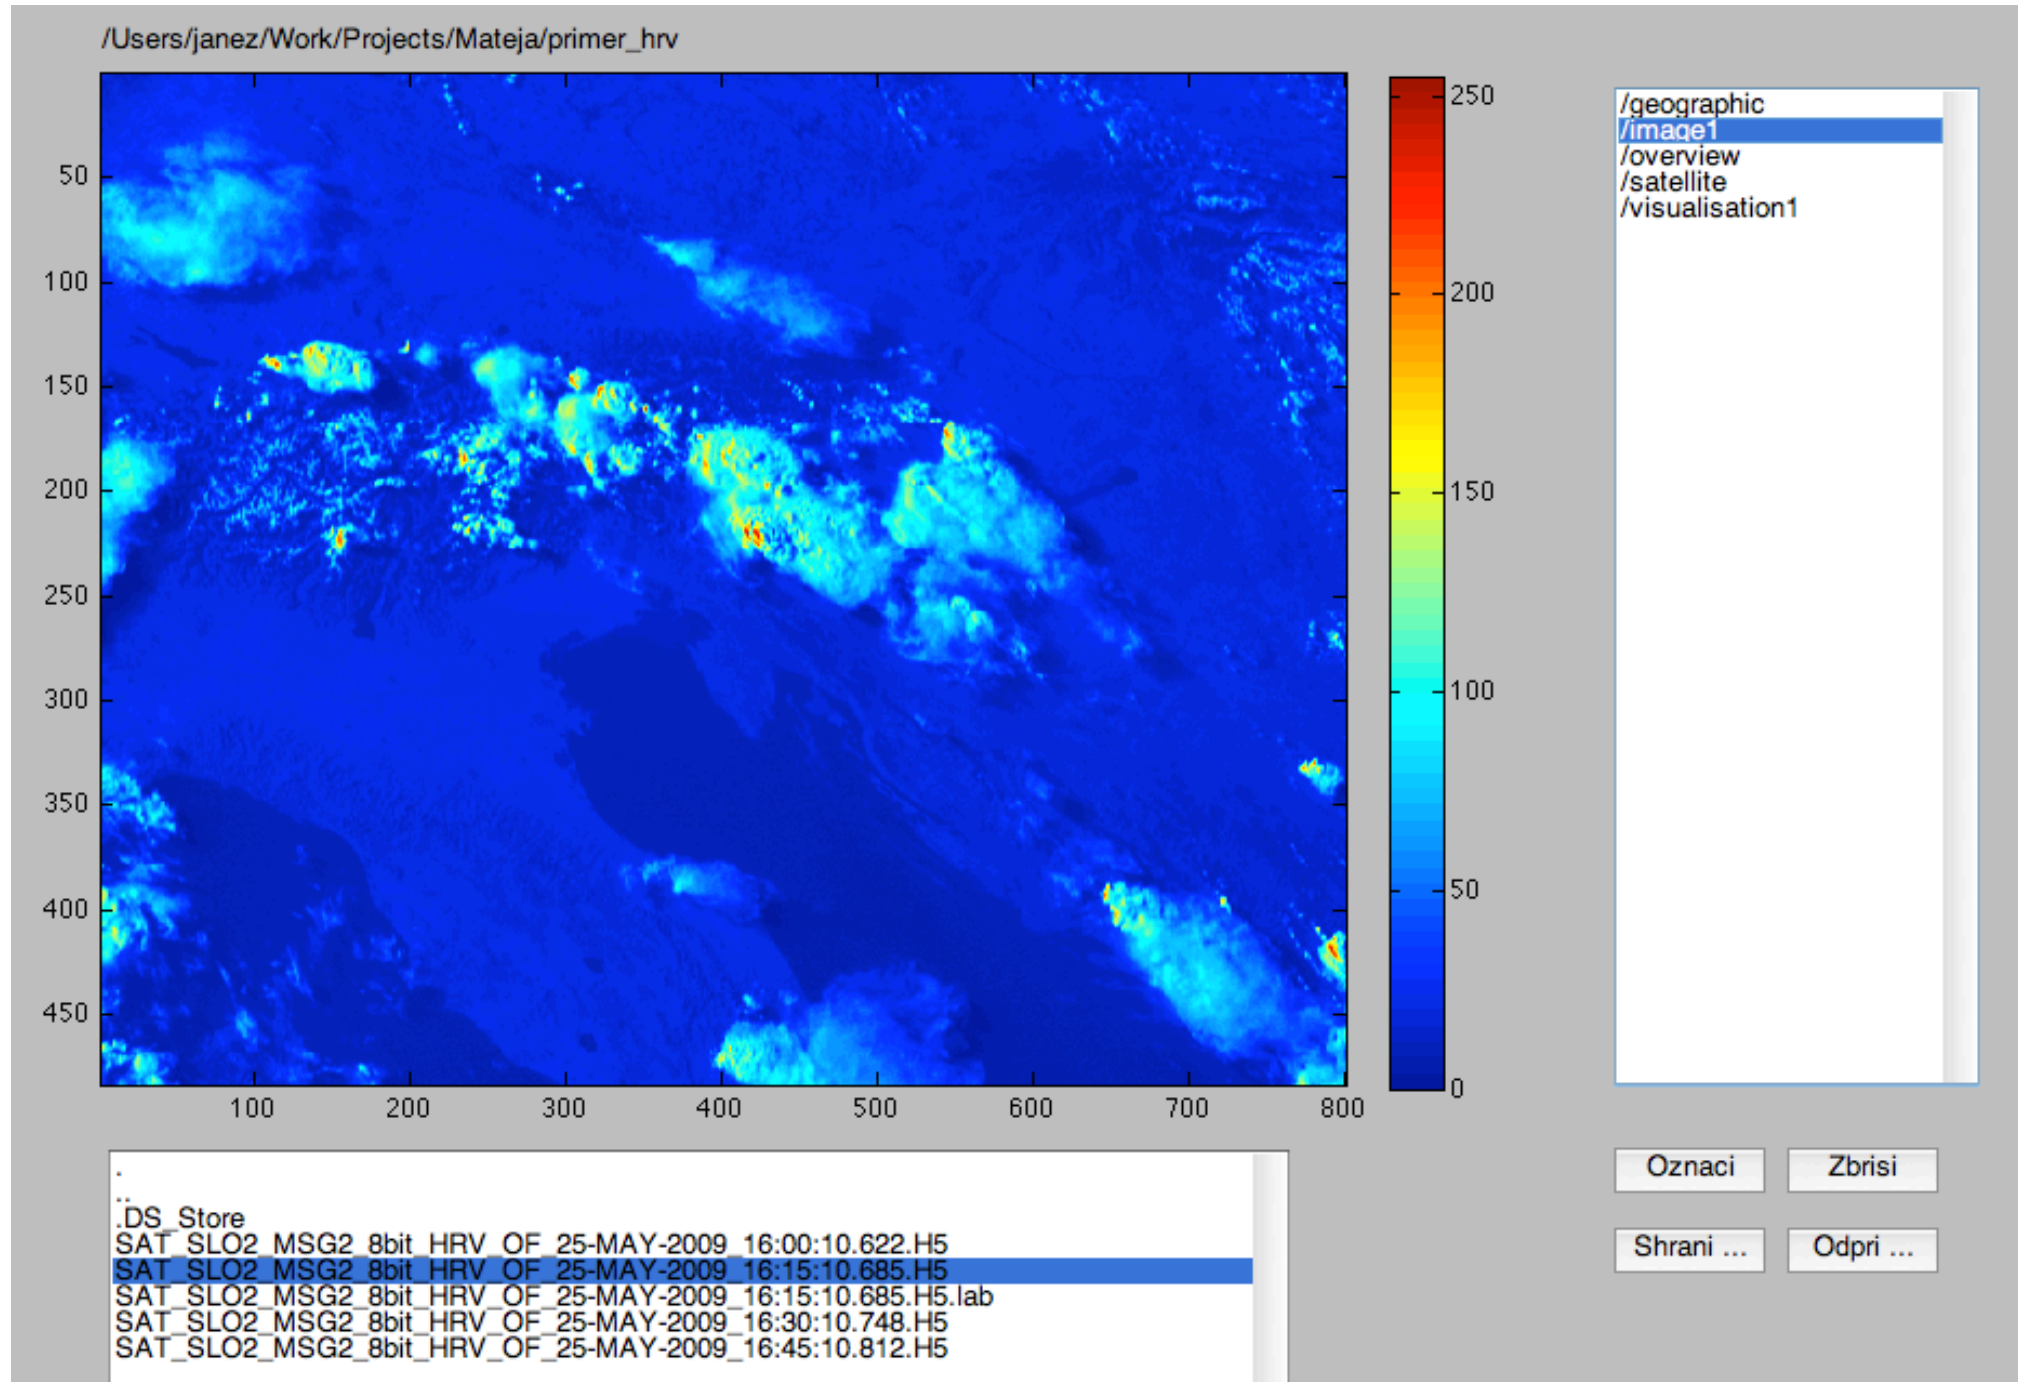 /Users/janez/Work/Projects/Mateja/primer_hrv
50
100
150
200
250
300
350
400
450
100
200
300
400
500
600
700
800
250
200
150
100
50
0
/geographic
/image1
/overview
/satellite
/visualisation1
.
..
.DS_Store
SAT_SLO2_MSG2_8bit_HRV_OF_25-MAY-2009_16:00:10.622.H5
SAT_SLO2_MSG2_8bit_HRV_OF_25-MAY-2009_16:15:10.685.H5
SAT_SLO2_MSG2_8bit_HRV_OF_25-MAY-2009_16:15:10.685.H5.lab
SAT_SLO2_MSG2_8bit_HRV_OF_25-MAY-2009_16:30:10.748.H5
SAT_SLO2_MSG2_8bit_HRV_OF_25-MAY-2009_16:45:10.812.H5
Oznaci
Zbrisi
Shrani ...
Odpri ...